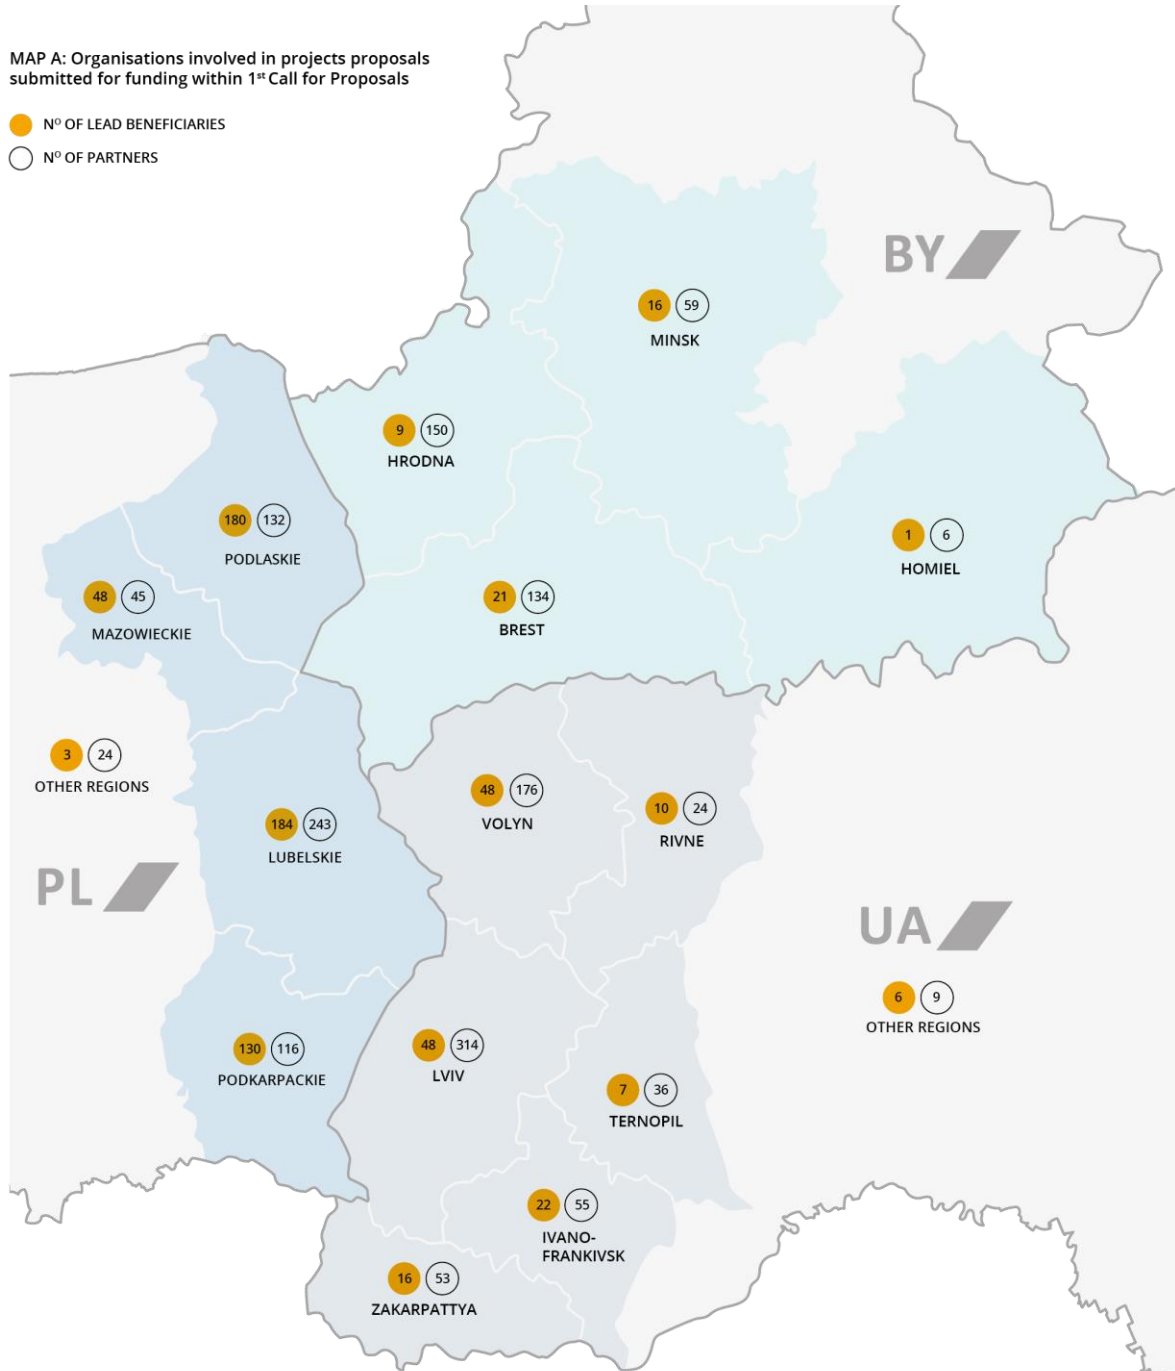 MAP A: Organisations involved in projects proposals
submitted for funding within 1st Call for Proposals
Nº OF LEAD BENEFICIARIES
Nº OF PARTNERS
BY
16 59
MINSK
9 150
HRODNA
180 132
PODLASKIE
1 6
HOMIEL
48 45
MAZOWIECKIE
21 134
BREST
3 24
OTHER REGIONS
48 176
VOLYN
10 24
RIVNE
184 243
LUBELSKIE
PL
UA
6 9
OTHER REGIONS
130 116
PODKARPACKIE
48 314
LVIV
7 36
TERNOPIL
22 55
IVANO-
FRANKIVSK
16 53
ZAKARPATTYA